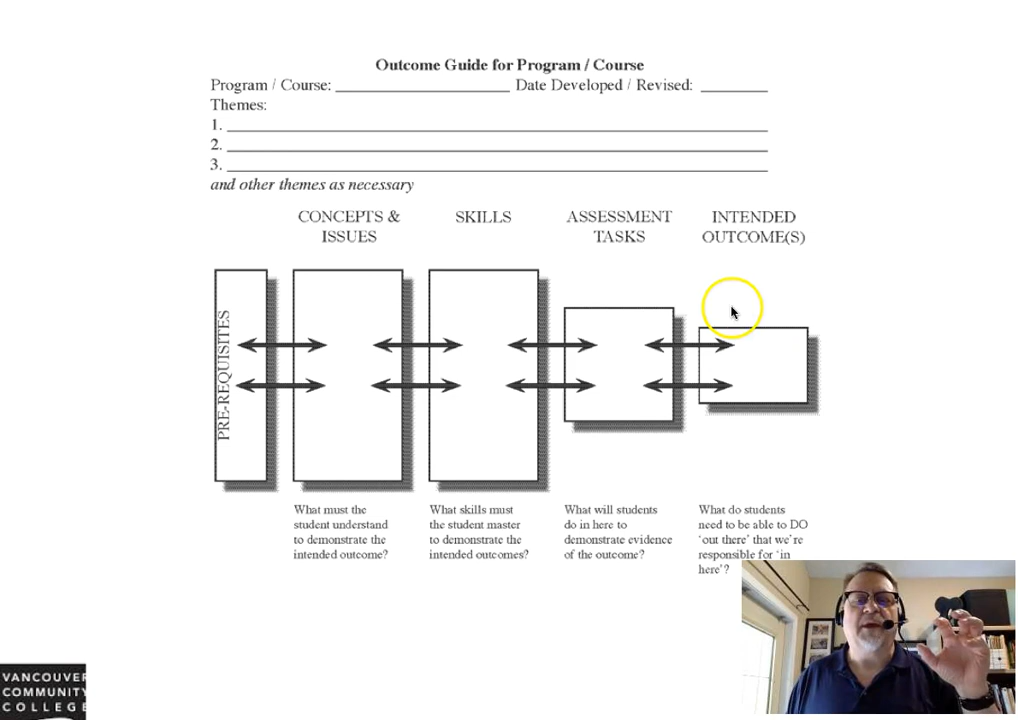 Outcome Guide for Program / Course
Program / Course: ____________________ Date Developed / Revised: ________
Themes:
1. ____________________
2. ____________________
3. ____________________
and other themes as necessary
CONCEPTS &
ISSUES
SKILLS
ASSESSMENT
TASKS
INTENDED
OUTCOME(S)
PRE-REQUISITES
What must the
student understand
to demonstrate the
intended outcome?
What skills must
the student master
to demonstrate the
intended outcomes?
What will students
do in here to
demonstrate evidence
of the outcome?
What do students
need to be able to DO
'out there' that we're
responsible for 'in
here'?
VANCOUVER
COMMUNITY
COLLEGE